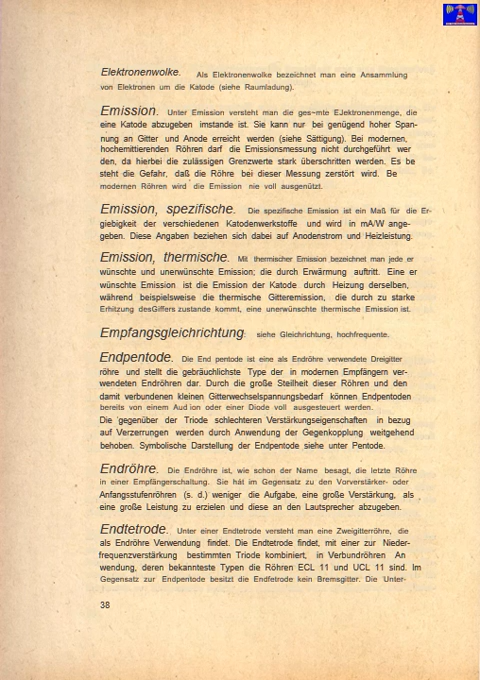 Elektronenwolke. Als Elektronenwolke bezeichnet man eine Ansammlung
von Elektronen um die Katode (siehe Raumladung).
Emission. Unter Emission versteht man die ges~mte EJektronenmenge, die
eine Katode abzugeben imstande ist. Sie kann nur bei genügend hoher Span-
nung an Gitter und Anode erreicht werden (siehe Sättigung). Bei modernen,
hochemittierenden Röhren darf die Emissionsmessung nicht durchgeführt wer
den, da hierbei die zulässigen Grenzwerte stark überschritten werden. Es be
steht die Gefahr, daß die Röhre bei dieser Messung zerstört wird. Be
modernen Röhren wird die Emission nie voll ausgenützt.
Emission, spezifische. Die spezifische Emission ist ein Maß für die Er-
giebigkeit der verschiedenen Katodenwerkstoffe und wird in mA/W ange-
geben. Diese Angaben beziehen sich dabei auf Anodenstrom und Heizleistung.
Emission, thermische. Mit thermischer Emission bezeichnet man jede er
wünschte und unerwünschte Emission; die durch Erwärmung auftritt. Eine er
wünschte Emission ist die Emission der Katode durch Heizung derselben,
während beispielsweise die thermische Gitteremission, die durch zu starke
Erhitzung desGiffers zustande kommt, eine unerwünschte thermische Emission ist.
Empfangsgleichrichtung: siehe Gleichrichtung, hochfrequente.
Endpentode. Die End pentode ist eine als Endröhre verwendete Dreigitter
röhre und stellt die gebräuchlichste Type der in modernen Empfängern ver-
wendeten Endröhren dar. Durch die große Steilheit dieser Röhren und den
damit verbundenen kleinen Gitterwechselspannungsbedarf können Endpentoden
bereits von einem Aud ion oder einer Diode voll ausgesteuert werden.
Die 'gegenüber der Triode schlechteren Verstärkungseigenschaften in bezug
auf Verzerrungen werden durch Anwendung der Gegenkopplung weitgehend
behoben. Symbolische Darstellung der Endpentode siehe unter Pentode.
Endröhre. Die Endröhre ist, wie schon der Name besagt, die letzte Röhre
in einer Empfängerschaltung. Sie hat im Gegensatz zu den Vorverstärker- oder
Anfangsstufenröhren (s. d.) weniger die Aufgabe, eine große Verstärkung, als
eine große Leistung zu erzielen und diese an den Lautsprecher abzugeben.
Endtetrode. Unter einer Endtetrode versteht man eine Zweigitterröhre, die
als Endröhre Verwendung findet. Die Endtetrode findet, mit einer zur Nieder-
frequenzverstärkung bestimmten Triode kombiniert, in Verbundröhren An
wendung, deren bekannteste Typen die Röhren ECL 11 und UCL 11 sind. Im
Gegensatz zur Endpentode besitzt die Endfetrode kein Bremsgitter. Die 'Unter-
38